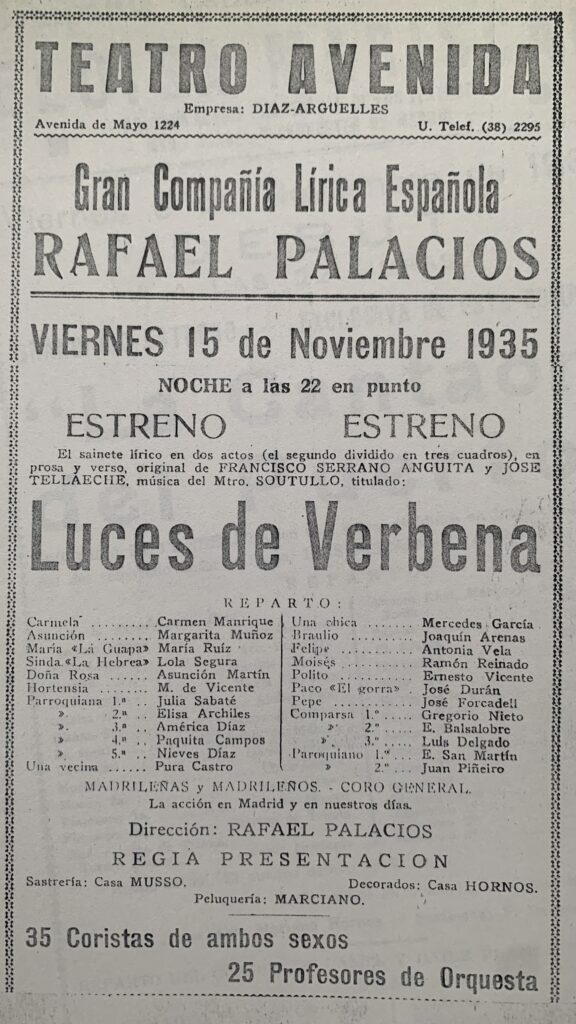 TEATRO AVENIDA
Empresa: DIAZ-ARGÜELLES
Avenida de Mayo 1224 U. Telef. (38) 2295
Gran Compañía Lírica Española
RAFAEL PALACIOS
VIERNES 15 de Noviembre 1935
NOCHE a las 22 en punto
ESTRENO ESTRENO
El sainete lírico en dos actos (el segundo dividido en tres cuadros), en
prosa y verso, original de FRANCISCO SERRANO ANGUITA y JOSE
TELLAECHE, música del Mtro. SOUTULLO, titulado:
Luces de Verbena
REPARTO:
Carmela ......... Carmen Manrique
Asunción ........ Margarita Muñoz
María «La Guapa» María Ruíz
Sinda «La Hebrea» Lola Segura
Doña Rosa ....... Asunción Martín
Hortensia ....... M. de Vicente
Parroquiana 1.ª .. Julia Sabaté
» 2.ª .. Elisa Archiles
» 3.ª .. América Díaz
» 4.ª .. Paquita Campos
» 5.ª .. Nieves Díaz
Una vecina ...... Pura Castro
Una chica ....... Mercedes García
Braulio .......... Joaquín Arenas
Felipe ........... Antonia Vela
Moisés ........... Ramón Reinado
Polito ........... Ernesto Vicente
Paco «El gorra» . José Durán
Pepe ............ José Forcadell
Comparsa 1.º .... Gregorio Nieto
» 2.º ... E. Balsalobre
» 3.º ... Luis Delgado
Paroquiano 1.º .. E. San Martín
» 2.º .. Juan Piñeiro
MADRILEÑAS y MADRILEÑOS. - CORO GENERAL.
La acción en Madrid y en nuestros días.
Dirección: RAFAEL PALACIOS
REGIA PRESENTACION
Sastrería: Casa MUSSO. Decorados: Casa HORNOS.
Peluquería: MARCIANO.
35 Coristas de ambos sexos
25 Profesores de Orquesta